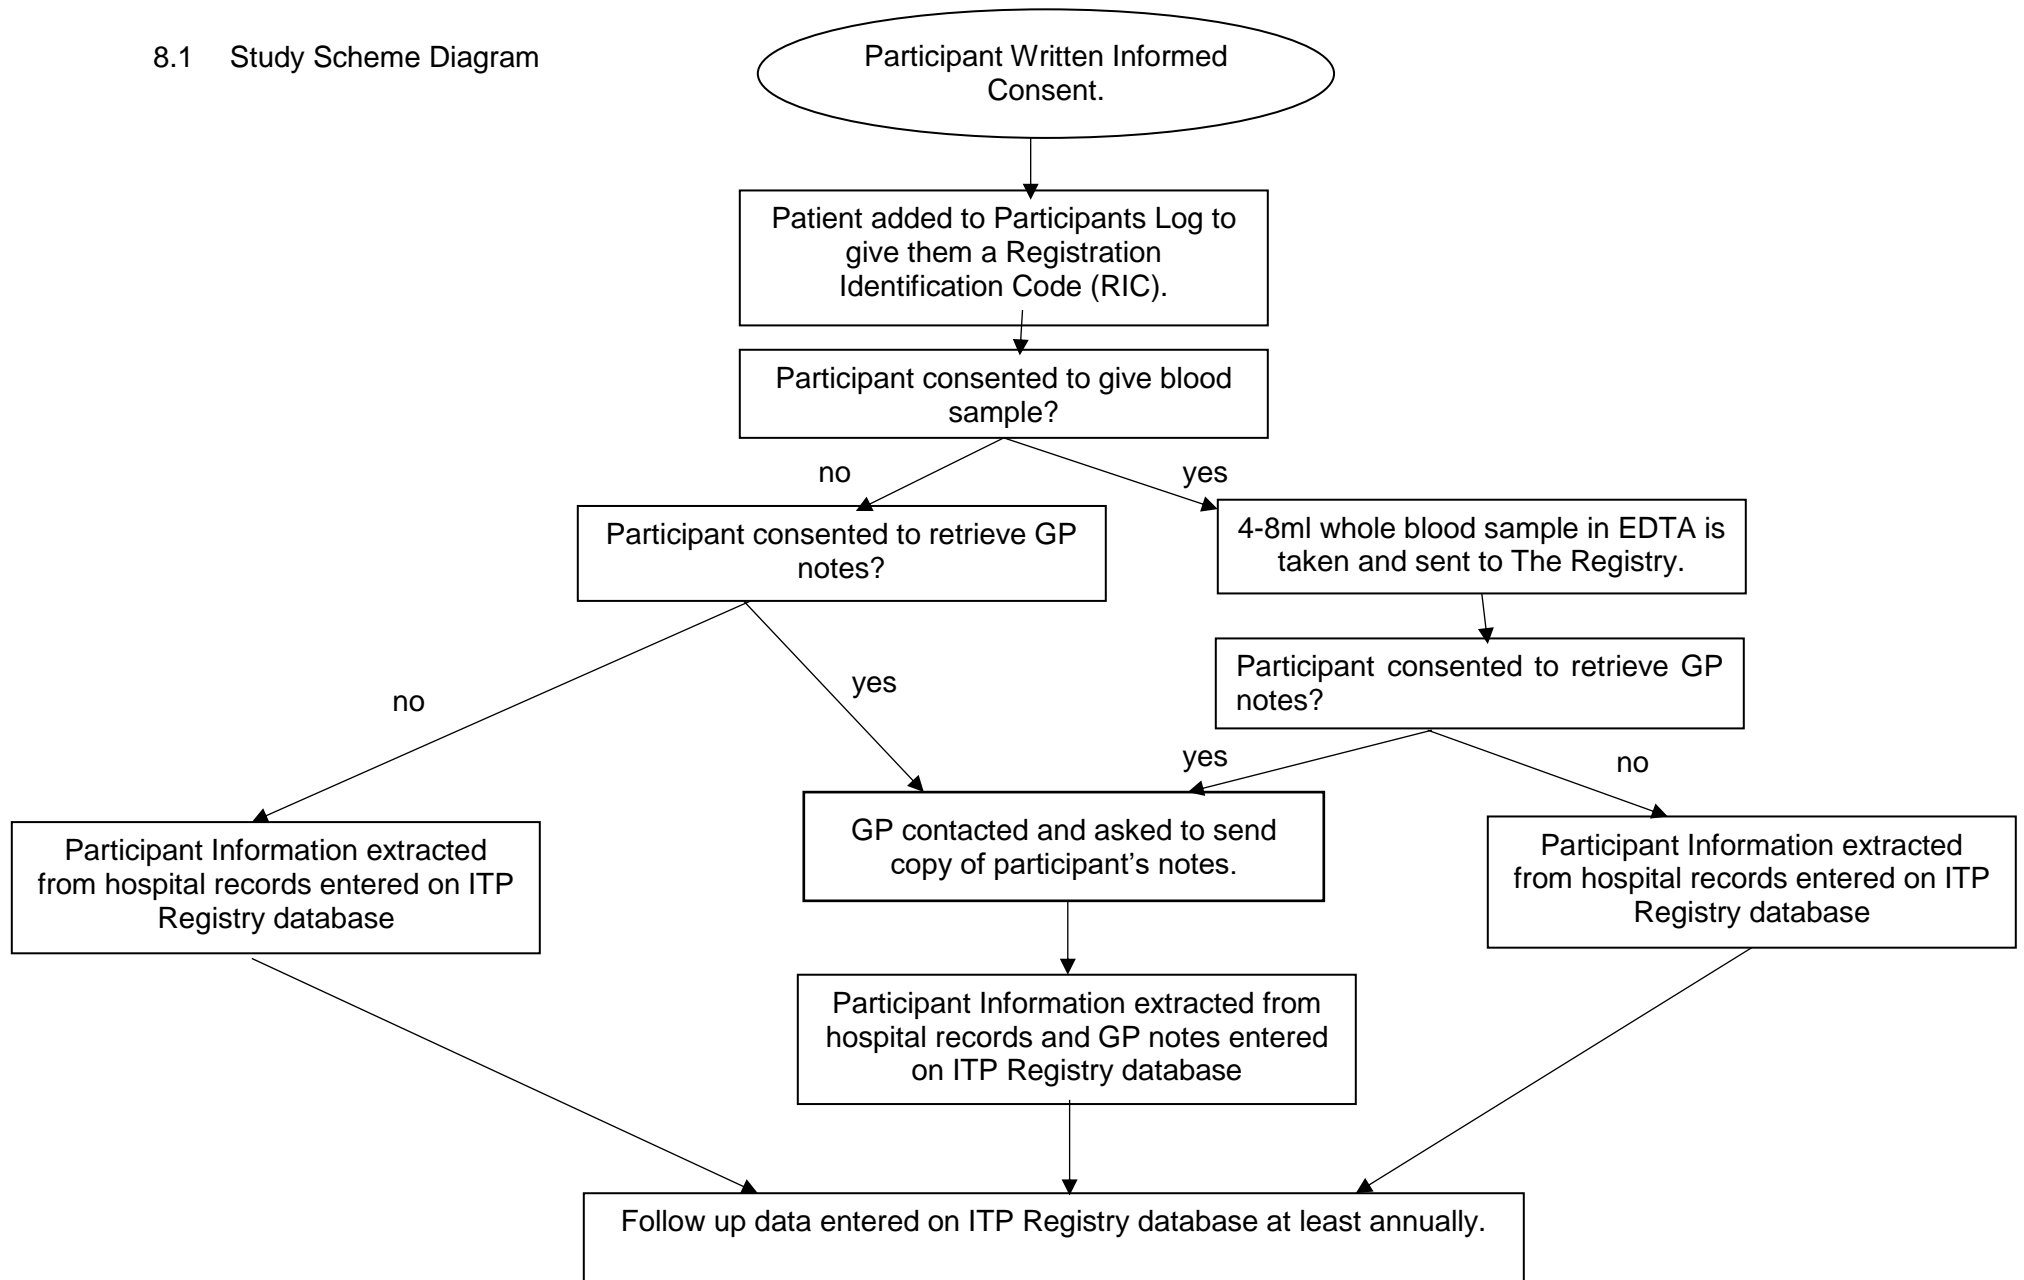 8.1 Study Scheme Diagram
Participant Written Informed
Consent.
Patient added to Participants Log to
give them a Registration
Identification Code (RIC).
Participant consented to give blood
sample?
no
yes
Participant consented to retrieve GP
notes?
4-8ml whole blood sample in EDTA is
taken and sent to The Registry.
Participant consented to retrieve GP
notes?
no
yes
yes
no
Participant Information extracted
from hospital records entered on ITP
Registry database
GP contacted and asked to send
copy of participant’s notes.
Participant Information extracted
from hospital records entered on ITP
Registry database
Participant Information extracted from
hospital records and GP notes entered
on ITP Registry database
Follow up data entered on ITP Registry database at least annually.